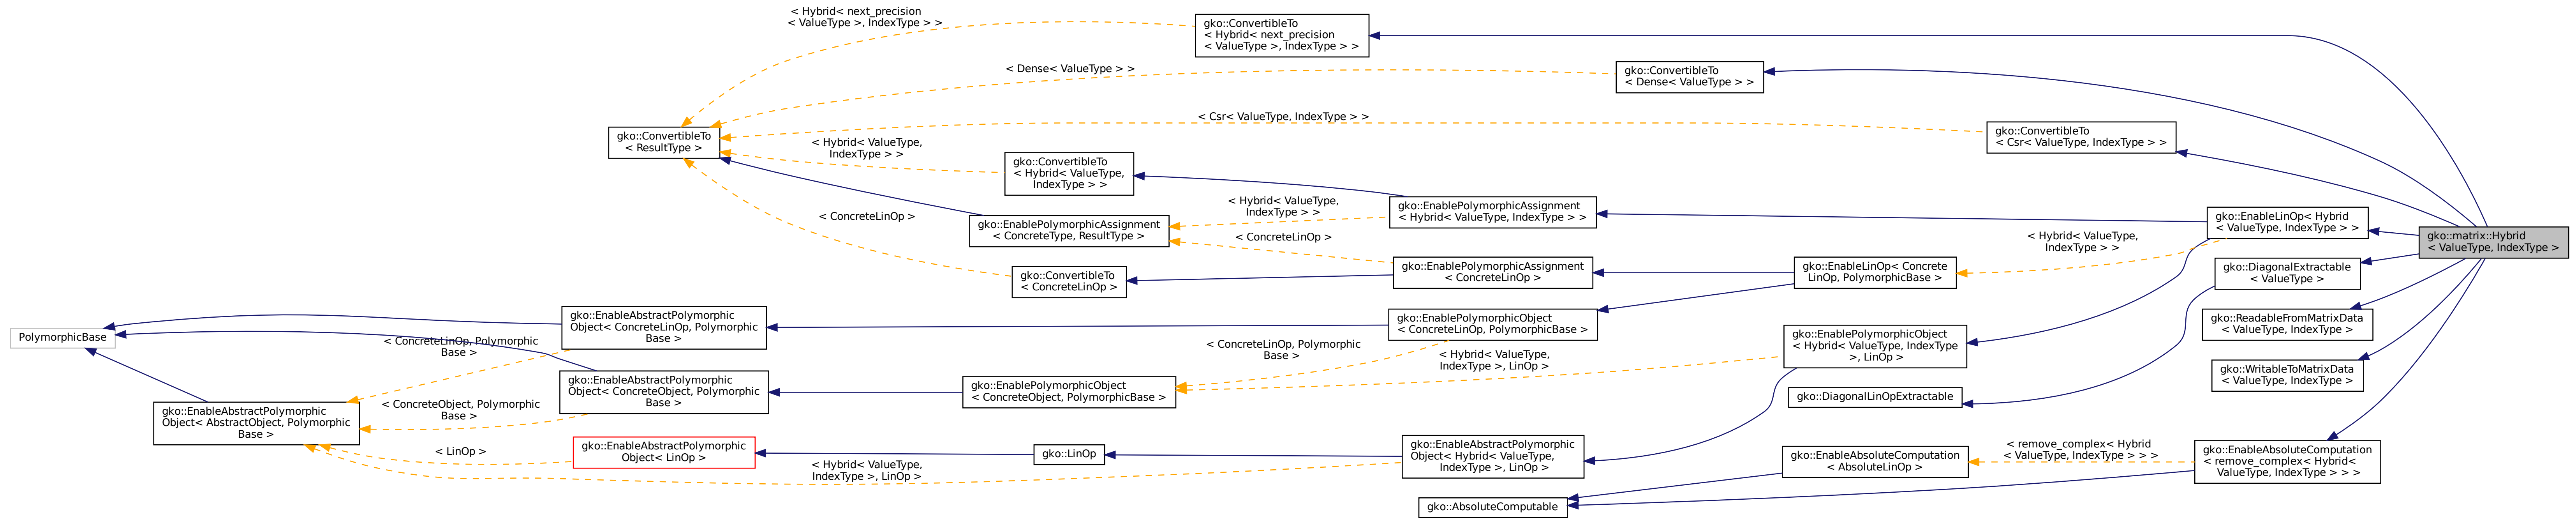 < Hybrid< next_precision
< ValueType >, IndexType > >
gko::ConvertibleTo
< Hybrid< next_precision
< ValueType >, IndexType > >
< Dense< ValueType > >
gko::ConvertibleTo
< Dense< ValueType > >
< Csr< ValueType, IndexType > >
gko::ConvertibleTo
< Csr< ValueType, IndexType > >
gko::ConvertibleTo
< ResultType >
< Hybrid< ValueType,
IndexType > >
gko::ConvertibleTo
< Hybrid< ValueType,
IndexType > >
< ConcreteLinOp >
gko::EnablePolymorphicAssignment
< ConcreteType, ResultType >
< Hybrid< ValueType,
IndexType > >
< ConcreteLinOp >
gko::EnablePolymorphicAssignment
< Hybrid< ValueType, IndexType > >
gko::EnableLinOp< Hybrid
< ValueType, IndexType > >
gko::matrix::Hybrid
< ValueType, IndexType >
< Hybrid< ValueType,
IndexType > >
gko::ConvertibleTo
< ConcreteLinOp >
gko::EnablePolymorphicAssignment
< ConcreteLinOp >
gko::EnableLinOp< Concrete
LinOp, PolymorphicBase >
gko::DiagonalExtractable
< ValueType >
PolymorphicBase
gko::EnableAbstractPolymorphic
Object< ConcreteLinOp, Polymorphic
Base >
gko::EnablePolymorphicObject
< ConcreteLinOp, PolymorphicBase >
gko::ReadableFromMatrixData
< ValueType, IndexType >
< ConcreteLinOp, Polymorphic
Base >
< ConcreteLinOp, Polymorphic
Base >
< Hybrid< ValueType,
IndexType >, LinOp >
gko::EnablePolymorphicObject
< Hybrid< ValueType, IndexType
>, LinOp >
gko::WritableToMatrixData
< ValueType, IndexType >
gko::EnableAbstractPolymorphic
Object< ConcreteObject, Polymorphic
Base >
gko::EnablePolymorphicObject
< ConcreteObject, PolymorphicBase >
gko::DiagonalLinOpExtractable
< ConcreteObject, Polymorphic
Base >
gko::EnableAbstractPolymorphic
Object< AbstractObject, Polymorphic
Base >
< LinOp >
gko::EnableAbstractPolymorphic
Object< LinOp >
gko::LinOp
gko::EnableAbstractPolymorphic
Object< Hybrid< ValueType,
IndexType >, LinOp >
< Hybrid< ValueType,
IndexType >, LinOp >
gko::EnableAbsoluteComputation
< AbsoluteLinOp >
< remove_complex< Hybrid
< ValueType, IndexType > > >
gko::EnableAbsoluteComputation
< remove_complex< Hybrid<
ValueType, IndexType > > >
gko::AbsoluteComputable